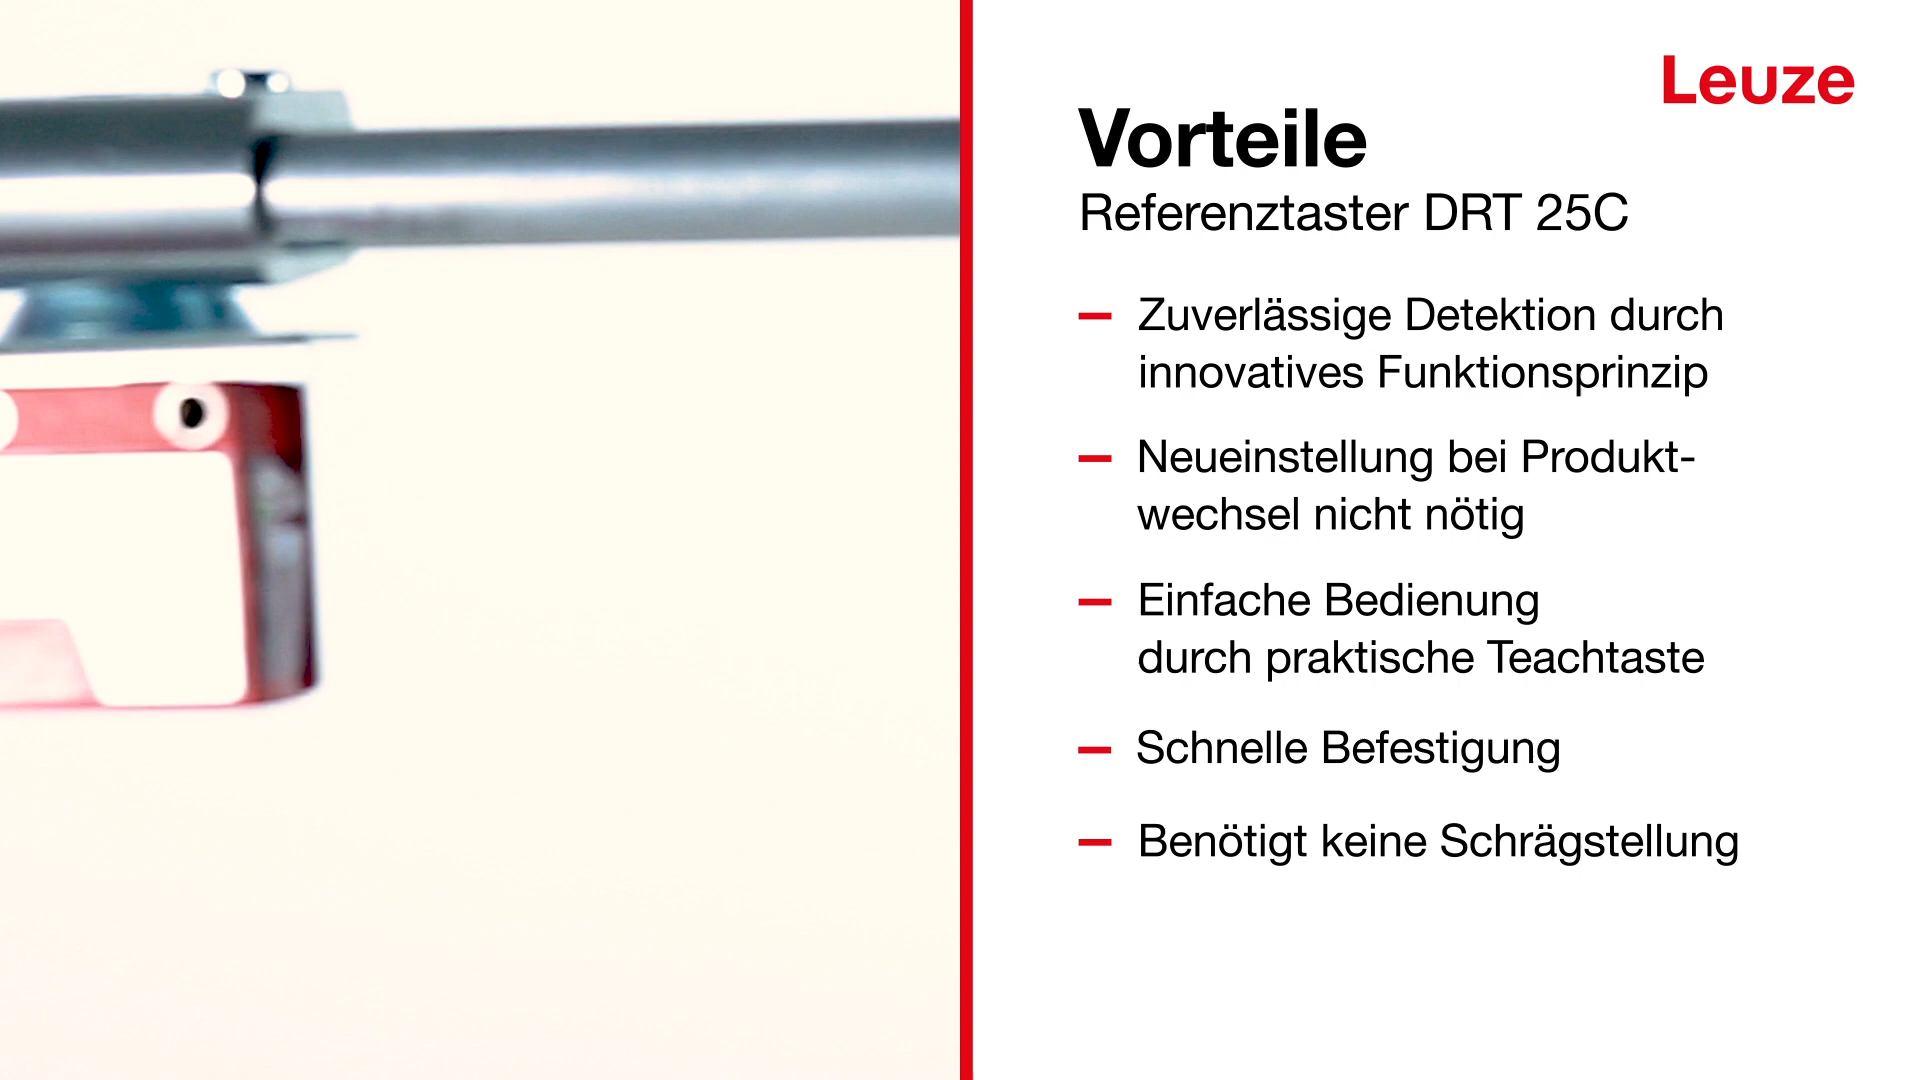 Leuze
Vorteile
Referenztaster DRT 25C
– Zuverlässige Detektion durch
innovatives Funktionsprinzip
– Neueinstellung bei Produkt-
wechsel nicht nötig
– Einfache Bedienung
durch praktische Teachtaste
– Schnelle Befestigung
– Benötigt keine Schrägstellung